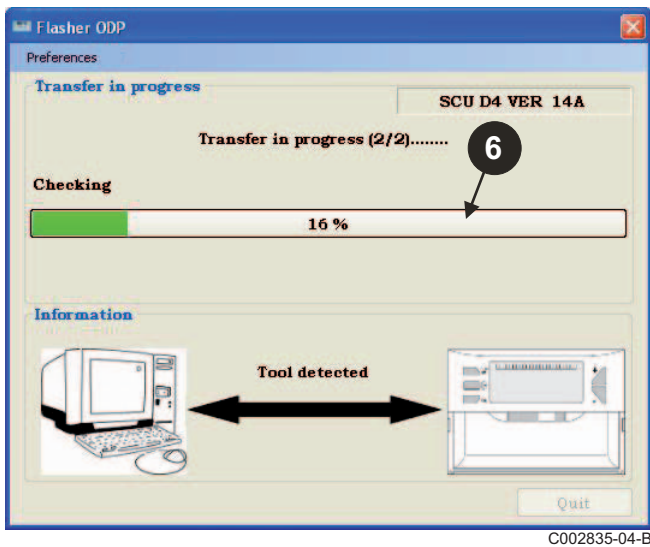 Flasher ODP
Preferences
Transfer in progress
SCU D4 VER 14A
Transfer in progress (2/2)........
6
Checking
16 %
Information
Tool detected
Quit
C002835-04-B